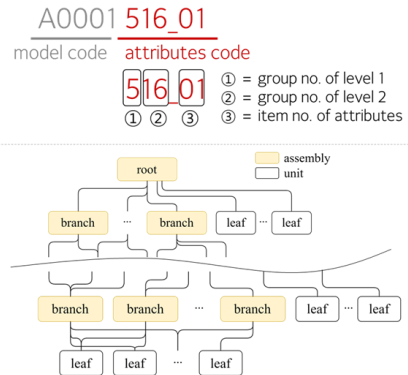 A0001 516_01
model code attributes code
516_01
① ② ③
① = group no. of level 1
② = group no. of level 2
③ = item no. of attributes
assembly
unit
root
branch ... branch leaf ... leaf
branch branch ... branch leaf ... leaf
leaf leaf ... leaf